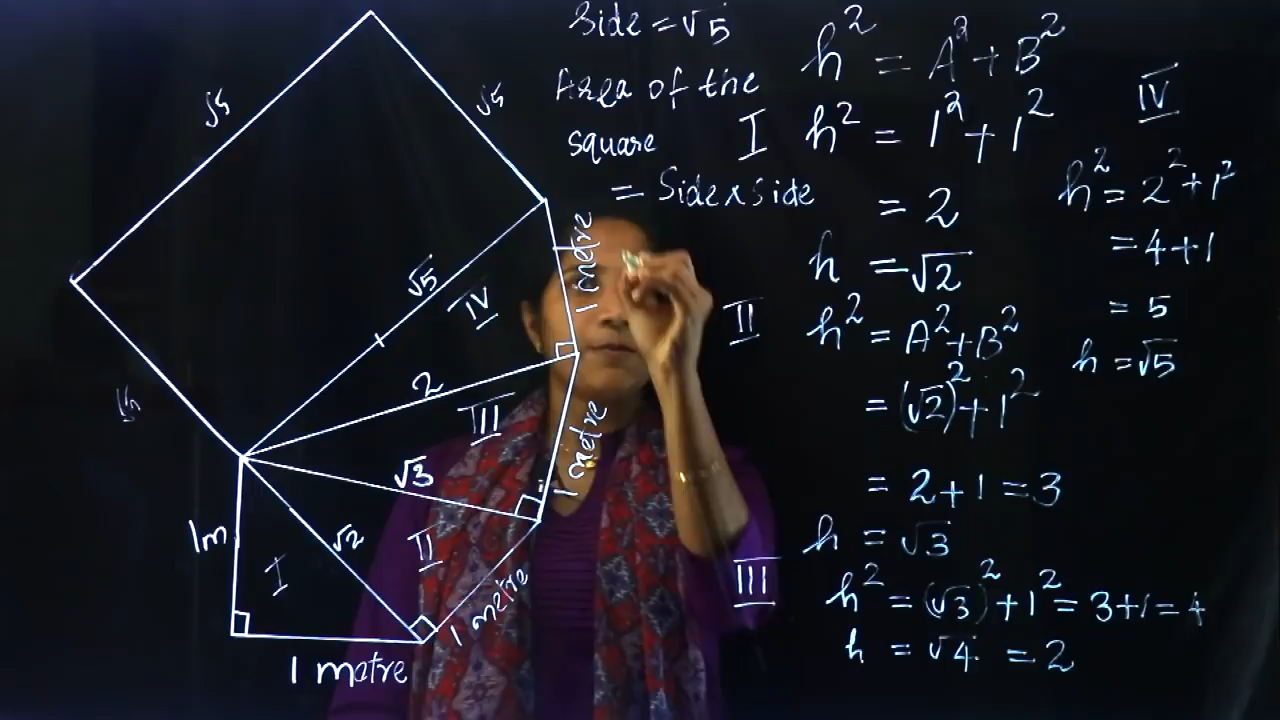 Side = √5
Area of the
square
= Side x Side
h² = A² + B²
I h² = 1² + 1²
= 2
h = √2
II h² = A² + B²
= (√2)² + 1²
= 2 + 1 = 3
h = √3
III h² = (√3)² + 1² = 3 + 1 = 4
h = √4 = 2
IV
h² = 2² + 1²
= 4 + 1
= 5
h = √5
√5
√5
√5
√5
IV
1 metre
2
III
1 metre
√3
II
1 metre
√2
1m
I
1 metre